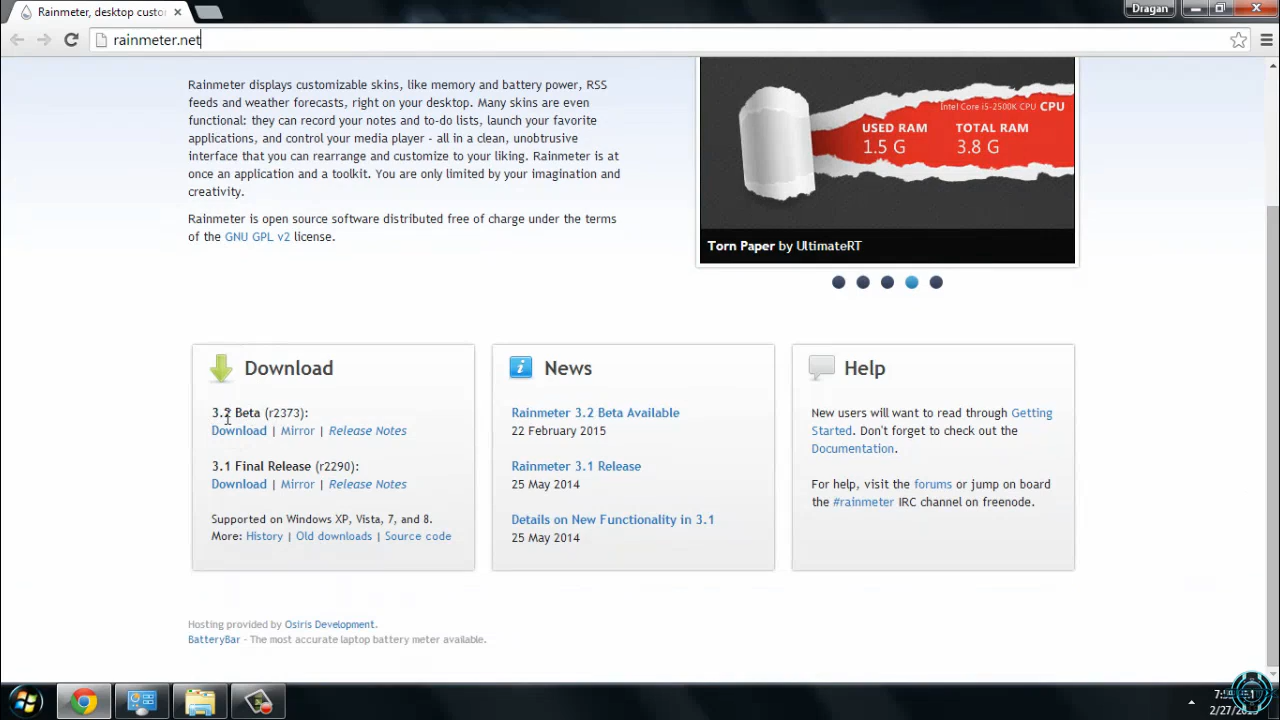 Rainmeter, desktop custo
Dragan
rainmeter.net
Rainmeter displays customizable skins, like memory and battery power, RSS
feeds and weather forecasts, right on your desktop. Many skins are even
functional: they can record your notes and to-do lists, launch your favorite
applications, and control your media player - all in a clean, unobtrusive
interface that you can rearrange and customize to your liking. Rainmeter is at
once an application and a toolkit. You are only limited by your imagination and
creativity.
Rainmeter is open source software distributed free of charge under the terms
of the GNU GPL v2 license.
Intel Core i5-2500K CPU CPU
USED RAM TOTAL RAM
1.5 G 3.8 G
Torn Paper by UltimateRT
Download
3.2 Beta (r2373):
Download | Mirror | Release Notes
3.1 Final Release (r2290):
Download | Mirror | Release Notes
Supported on Windows XP, Vista, 7, and 8.
More: History | Old downloads | Source code
News
Rainmeter 3.2 Beta Available
22 February 2015
Rainmeter 3.1 Release
25 May 2014
Details on New Functionality in 3.1
25 May 2014
Help
New users will want to read through Getting
Started. Don't forget to check out the
Documentation.
For help, visit the forums or jump on board
the #rainmeter IRC channel on freenode.
Hosting provided by Osiris Development.
BatteryBar - The most accurate laptop battery meter available.